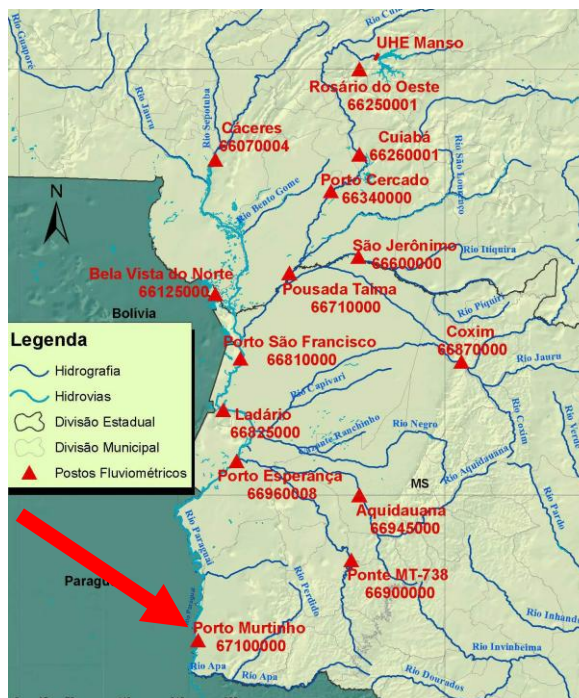 Rio Guaporé
Rio Jauru
Rio Sepotuba
UHE Manso
Rosário do Oeste
66250001
Cáceres
66070004
Cuiabá
66260001
Rio São Lourenço
Porto Cercado
66340000
Rio Bento Gome
N
São Jerônimo
66600000
Rio Itiquira
Bela Vista do Norte
66125000
Pousada Taima
66710000
Rio Piquiri
Bolívia
Coxim
66870000
Porto São Francisco
66810000
Rio Jauru
Legenda
Hidrografia
Hidrovias
Divisão Estadual
Divisão Municipal
Postos Fluviométricos
Rio Capivari
Ladário
66825000
Rio Negro
Rio Coxim
Rio Verde
Rio Aquidauana
Porto Esperança
66960008
MS
Aquidauana
66945000
Rio Pardo
Rio Paraguai
Ponte MT-738
66900000
Rio Perdido
Rio Inhand
Porto Murtinho
67100000
Rio Invinheima
Rio Apa
Rio Apa
Rio Dourados